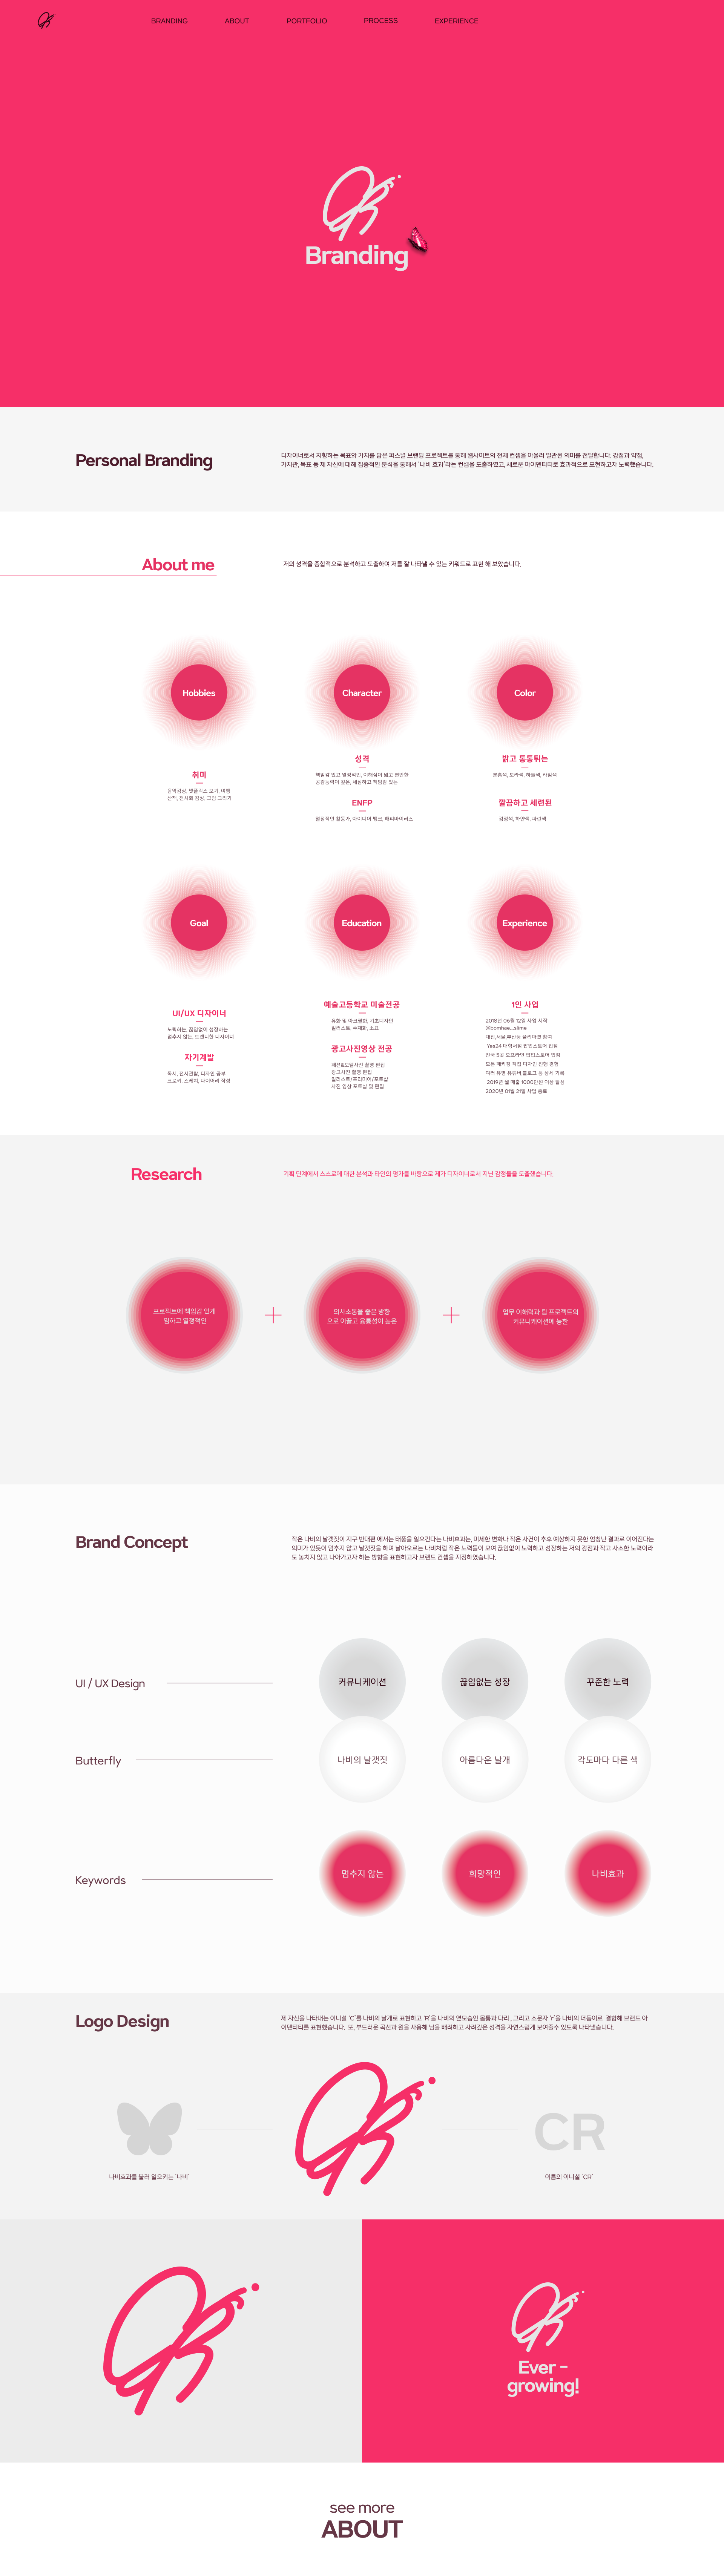 BRANDING
ABOUT
PORTFOLIO
PROCESS
EXPERIENCE
Branding
Personal Branding
디자이너로서 지향하는 목표와 가치를 담은 퍼스널 브랜딩 프로젝트를 통해 웹사이트의 전체 컨셉을 아울러 일관된 의미를 전달합니다. 강점과 약점,
가치관, 목표 등 제 자신에 대해 집중적인 분석을 통해서 '나비 효과'라는 컨셉을 도출하였고, 새로운 아이덴티티로 효과적으로 표현하고자 노력했습니다.
About me
저의 성격을 종합적으로 분석하고 도출하여 저를 잘 나타낼 수 있는 키워드로 표현 해 보았습니다.
Hobbies
Character
Color
취미
음악감상, 넷플릭스 보기, 여행
산책, 전시회 감상, 그림 그리기
성격
책임감 있고 열정적인, 이해심이 넓고 편안한
공감능력이 깊은, 세심하고 책임감 있는
ENFP
열정적인 활동가, 아이디어 뱅크, 해피바이러스
밝고 통통튀는
분홍색, 보라색, 하늘색, 라임색
깔끔하고 세련된
검정색, 하얀색, 파란색
Goal
Education
Experience
UI/UX 디자이너
노력하는, 끊임없이 성장하는
멈추지 않는, 트렌디한 디자이너
자기계발
독서, 전시관람, 디자인 공부
크로키, 스케치, 다이어리 작성
예술고등학교 미술전공
유화 및 아크릴화, 기초디자인
일러스트, 수채화, 소묘
광고사진영상 전공
패션&모델사진 촬영 편집
광고사진 촬영 편집
일러스트/프리미어/포토샵
사진 영상 포토샵 및 편집
1인 사업
2018년 06월 12일 사업 시작
@bomhae__slime
대전,서울,부산등 플리마켓 참여
Yes24 대형서점 팝업스토어 입점
전국 5곳 오프라인 팝업스토어 입점
모든 패키징 직접 디자인 진행 경험
여러 유명 유튜버,블로그 등 상세 기록
2019년 월 매출 1000만원 이상 달성
2020년 01월 21일 사업 종료
Research
기획 단계에서 스스로에 대한 분석과 타인의 평가를 바탕으로 제가 디자이너로서 지닌 강점들을 도출했습니다.
프로젝트에 책임감 있게
임하고 열정적인
의사소통을 좋은 방향
으로 이끌고 융통성이 높은
업무 이해력과 팀 프로젝트의
커뮤니케이션에 능한
Brand Concept
작은 나비의 날갯짓이 지구 반대편 에서는 태풍을 일으킨다는 나비효과는, 미세한 변화나 작은 사건이 추후 예상하지 못한 엄청난 결과로 이어진다는
의미가 있듯이 멈추지 않고 날갯짓을 하며 날아오르는 나비처럼 작은 노력들이 모여 끊임없이 노력하고 성장하는 저의 강점과 작고 사소한 노력이라
도 놓치지 않고 나아가고자 하는 방향을 표현하고자 브랜드 컨셉을 지정하였습니다.
UI / UX Design
커뮤니케이션
끊임없는 성장
꾸준한 노력
Butterfly
나비의 날갯짓
아름다운 날개
각도마다 다른 색
Keywords
멈추지 않는
희망적인
나비효과
Logo Design
제 자신을 나타내는 이니셜 'C'를 나비의 날개로 표현하고 'R'을 나비의 옆모습인 몸통과 다리 , 그리고 소문자 'r'을 나비의 더듬이로 결합해 브랜드 아
이덴티티를 표현했습니다. 또, 부드러운 곡선과 원을 사용해 남을 배려하고 사려깊은 성격을 자연스럽게 보여줄수 있도록 나타냈습니다.
CR
나비효과를 불러 일으키는 '나비'
이름의 이니셜 'CR'
Ever -
growing!
see more
ABOUT